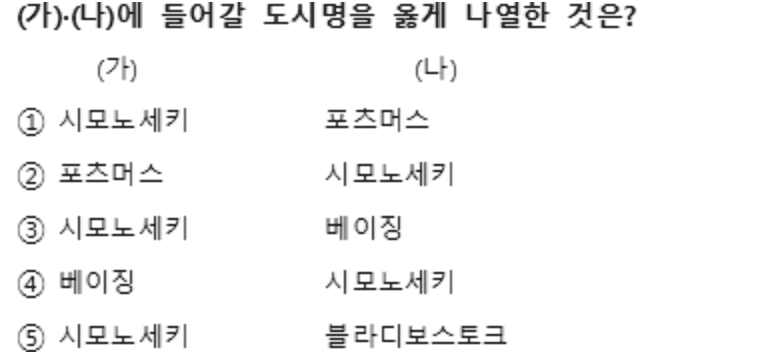 (가)·(나)에 들어갈 도시명을 옳게 나열한 것은?
(가) (나)
① 시모노세키 포츠머스
② 포츠머스 시모노세키
③ 시모노세키 베이징
④ 베이징 시모노세키
⑤ 시모노세키 블라디보스토크